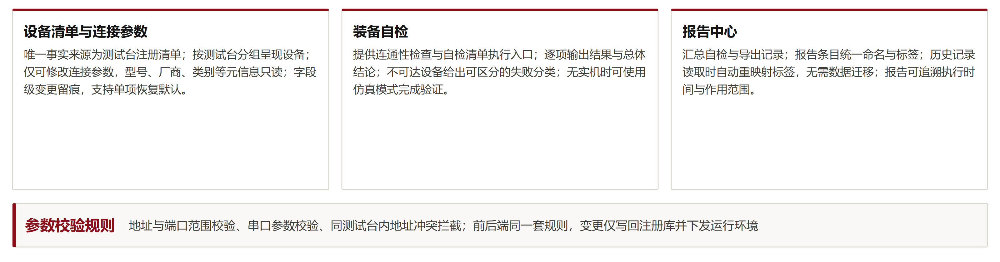 设备清单与连接参数
唯一事实来源为测试台注册清单；按测试台分组呈现设备；
仅可修改连接参数，型号、厂商、类别等元信息只读；字段
级变更留痕，支持单项恢复默认。
装备自检
提供连通性检查与自检清单执行入口；逐项输出结果与总体
结论；不可达设备给出可区分的失败分类；无实机时可使用
仿真模式完成验证。
报告中心
汇总自检与导出记录；报告条目统一命名与标签；历史记录
读取时自动重映射标签，无需数据迁移；报告可追溯执行时
间与作用范围。
参数校验规则 地址与端口范围校验、串口参数校验、同测试台内地址冲突拦截；前后端同一套规则，变更仅写回注册库并下发运行环境